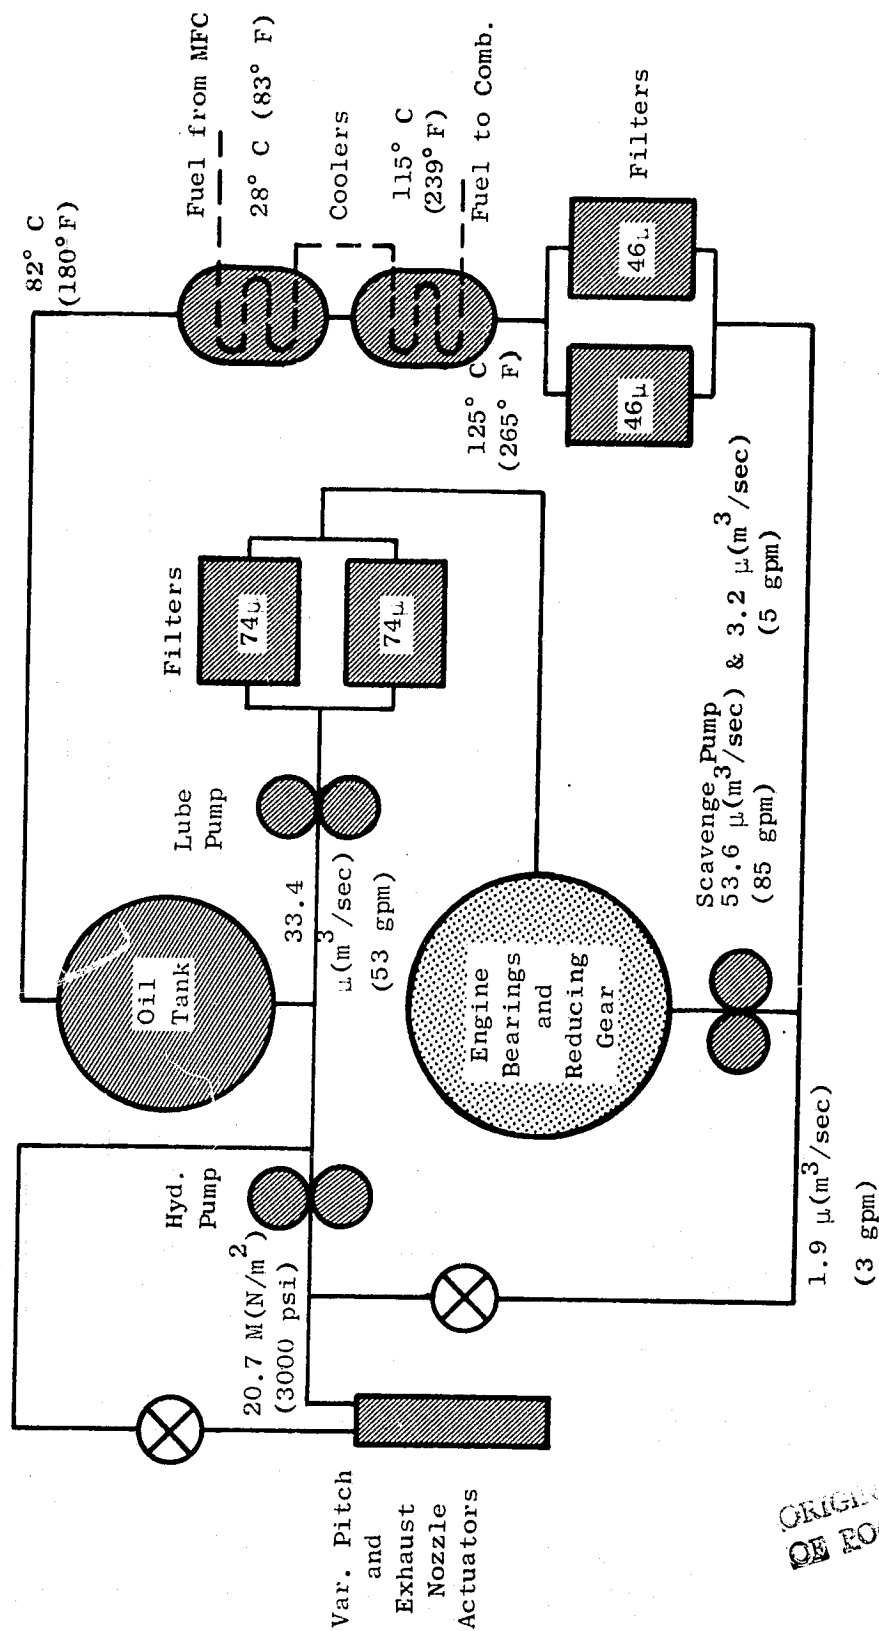 82° C
(180° F)
Fuel from MFC
28° C (83° F)
Coolers
115° C
(239° F)
Fuel to Comb.
125° C
(265° F)
Filters
46μ
46μ
Filters
74μ
74μ
Lube
Pump
33.4
μ(m³/sec)
(53 gpm)
Oil
Tank
Hyd.
Pump
20.7 M(N/m²)
(3000 psi)
Var. Pitch
and
Exhaust
Nozzle
Actuators
Engine
Bearings
and
Reducing
Gear
Scavenge Pump
53.6 μ(m³/sec) & 3.2 μ(m³/sec)
(85 gpm) (5 gpm)
1.9 μ(m³/sec)
(3 gpm)